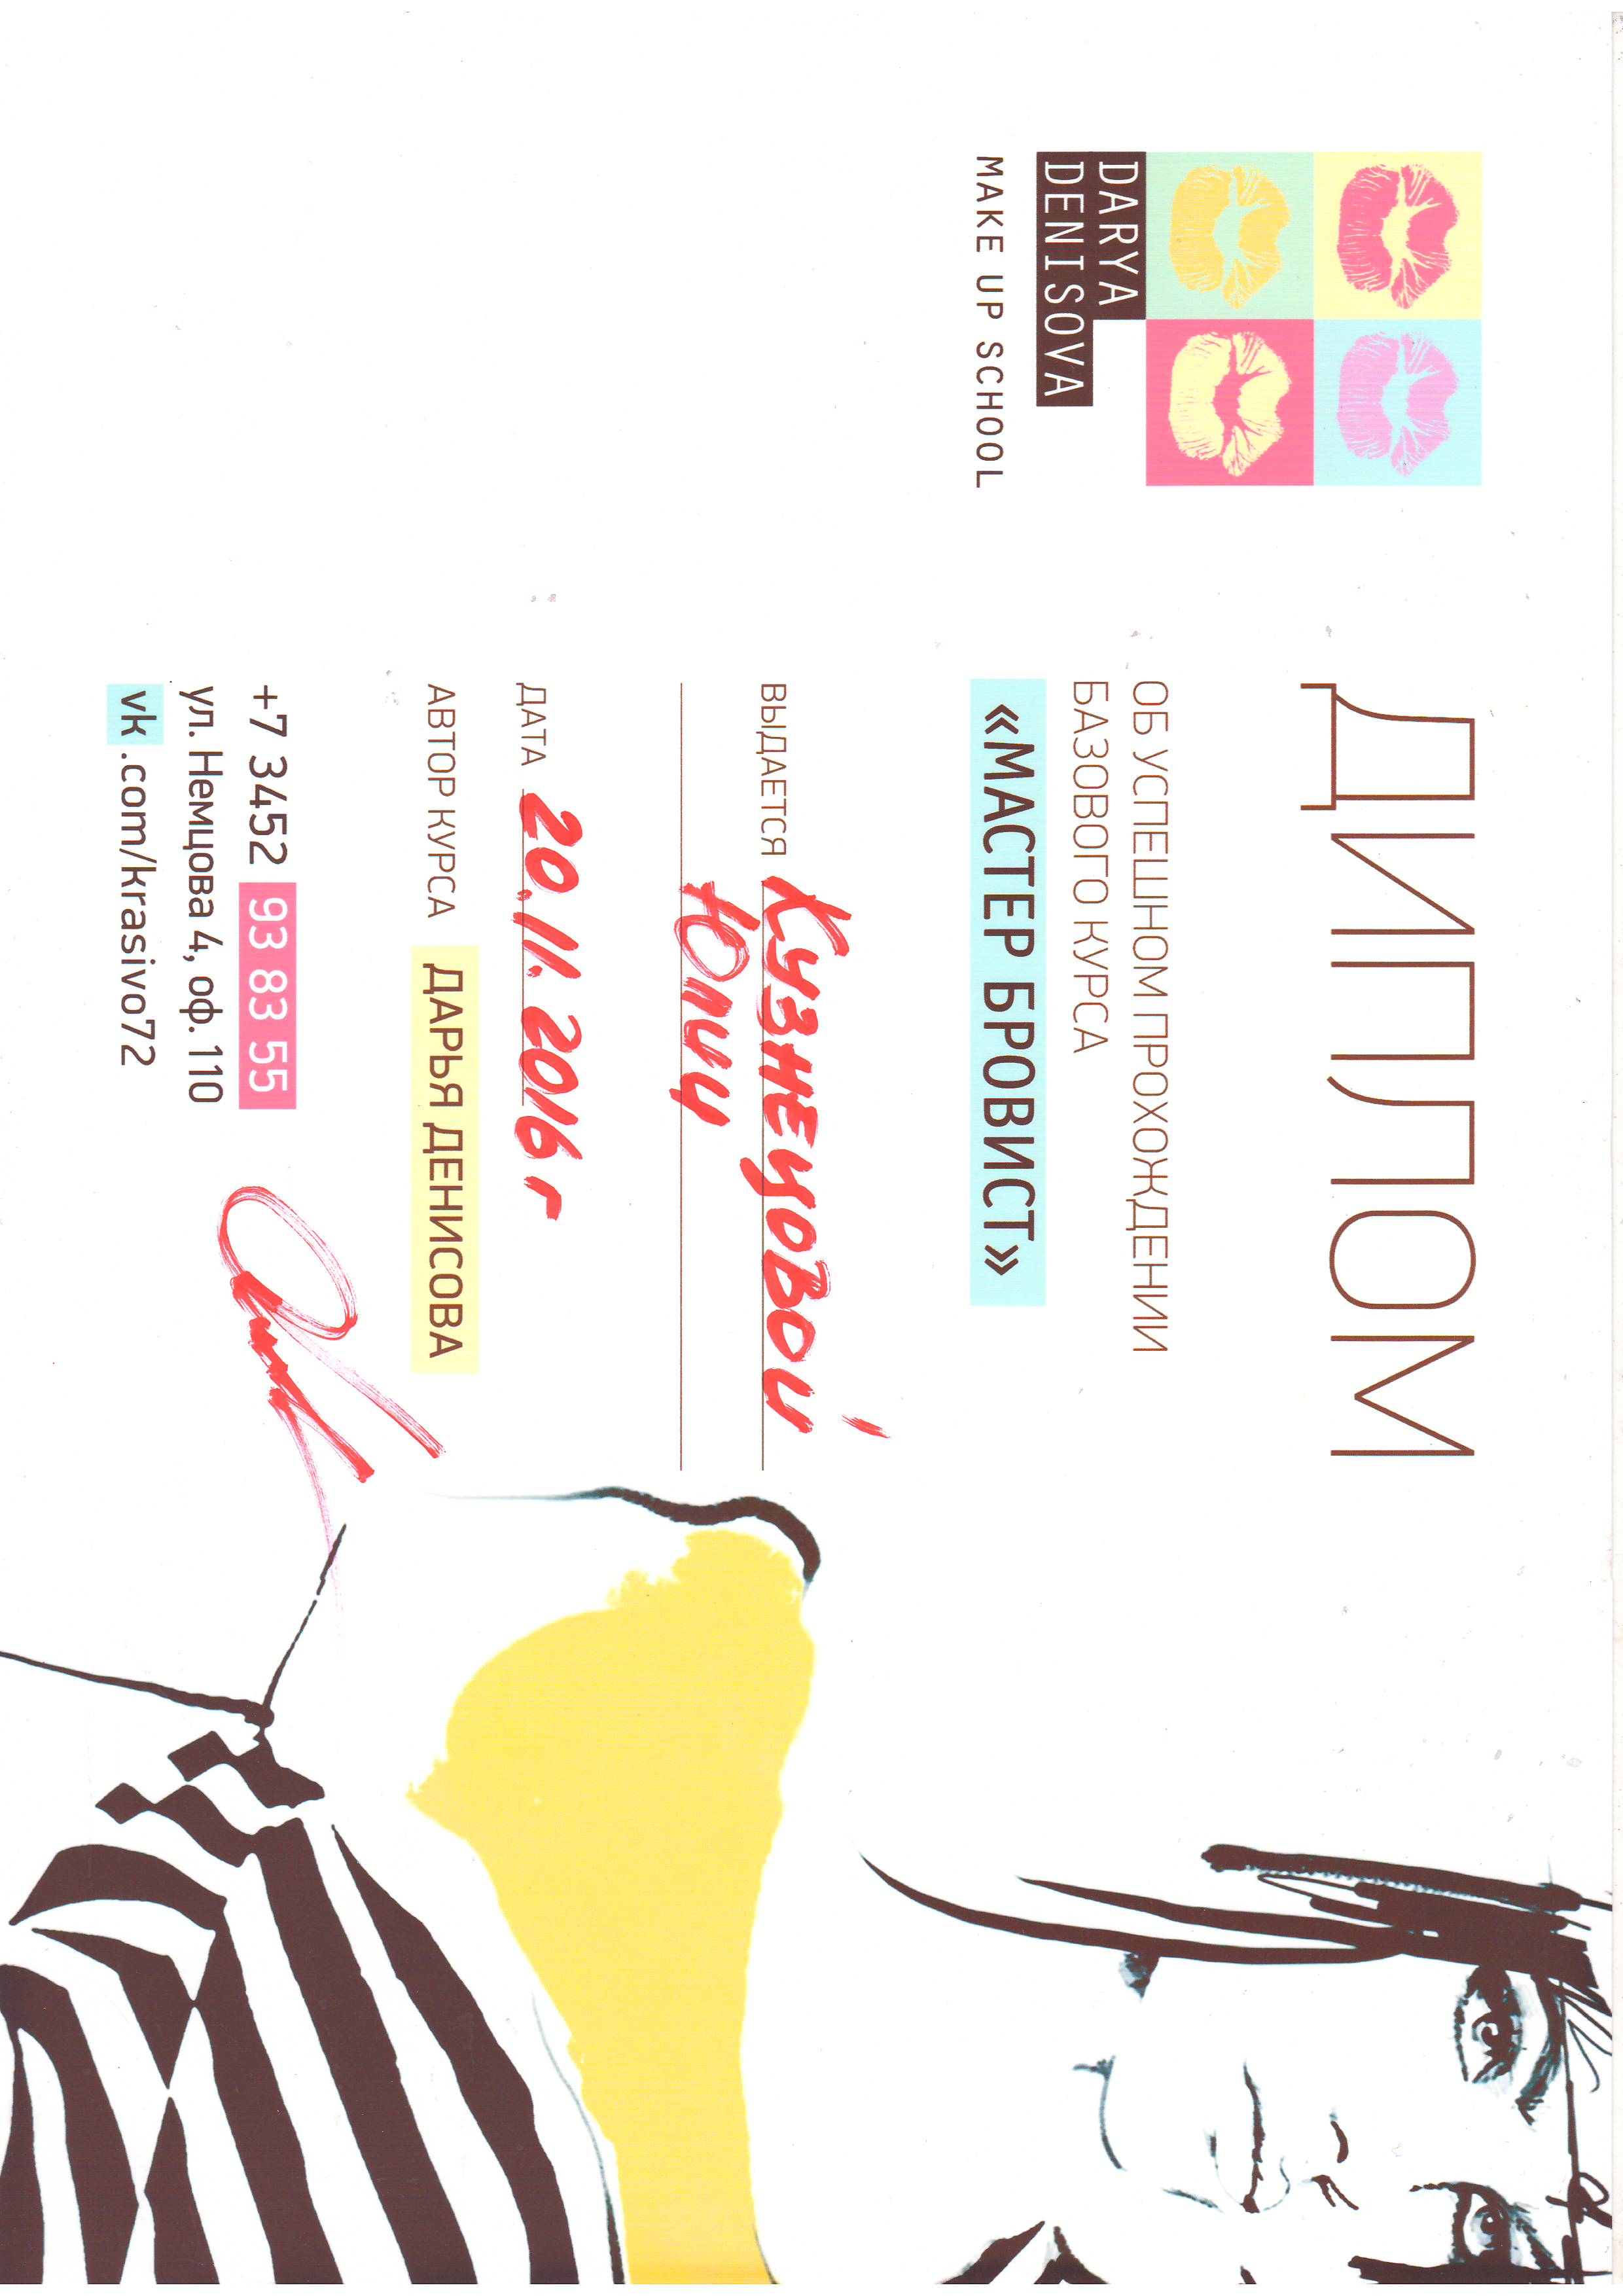 DARYA
DENISOVA
MAKE UP SCHOOL
ДИПЛОМ
ОБ УСПЕШНОМ ПРОХОЖДЕНИИ
БАЗОВОГО КУРСА
«МАСТЕР БРОВИСТ»
ВЫДАЕТСЯ Кузнецовой
Юлии
ДАТА 20.11.2016 г
АВТОР КУРСА ДАРЬЯ ДЕНИСОВА
+7 3452 93 83 55
ул. Немцова 4, оф. 110
vk.com/krasivo72